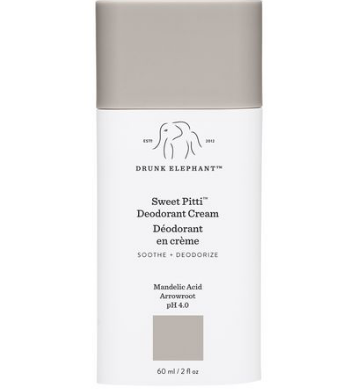 ESTD 2012
DRUNK ELEPHANT™
Sweet Pitti™
Deodorant Cream
Déodorant
en crème
SOOTHE + DEODORIZE
Mandelic Acid
Arrowroot
pH 4.0
60 ml / 2 fl oz